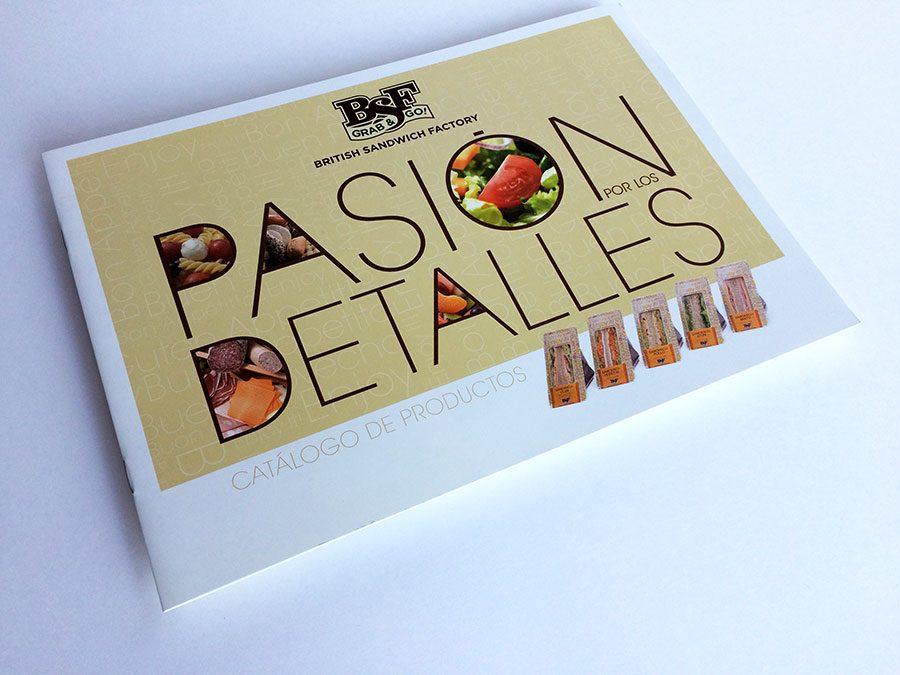 BSF
GRAB & GO!
BRITISH SANDWICH FACTORY
PASIÓN
POR LOS
DETALLES
CATÁLOGO DE PRODUCTOS